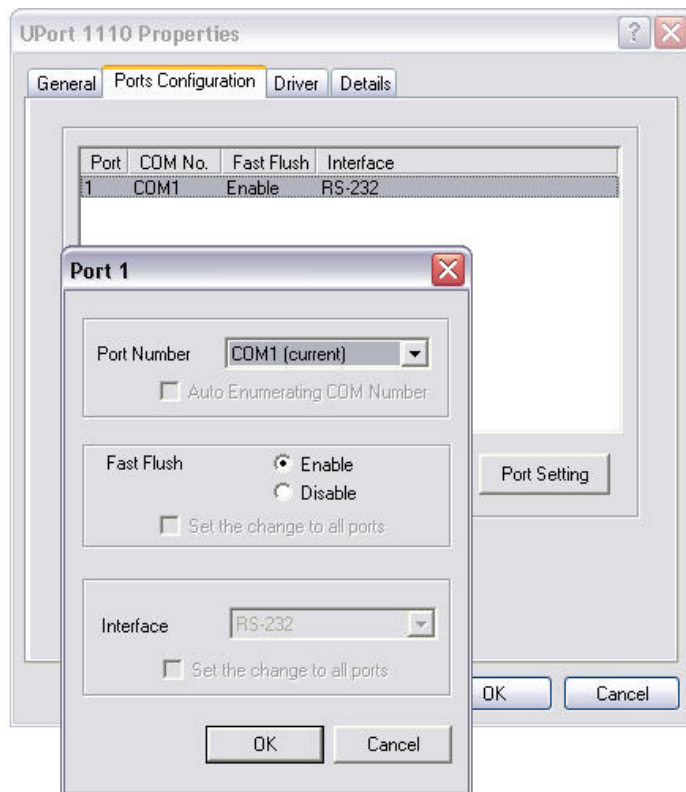 UPort 1110 Properties
General Ports Configuration Driver Details
Port COM No. Fast Flush Interface
1 COM1 Enable RS-232
Port 1
Port Number COM1 (current)
Auto Enumerating COM Number
Fast Flush Enable
Disable
Set the change to all ports
Port Setting
Interface RS-232
Set the change to all ports
OK Cancel
OK Cancel